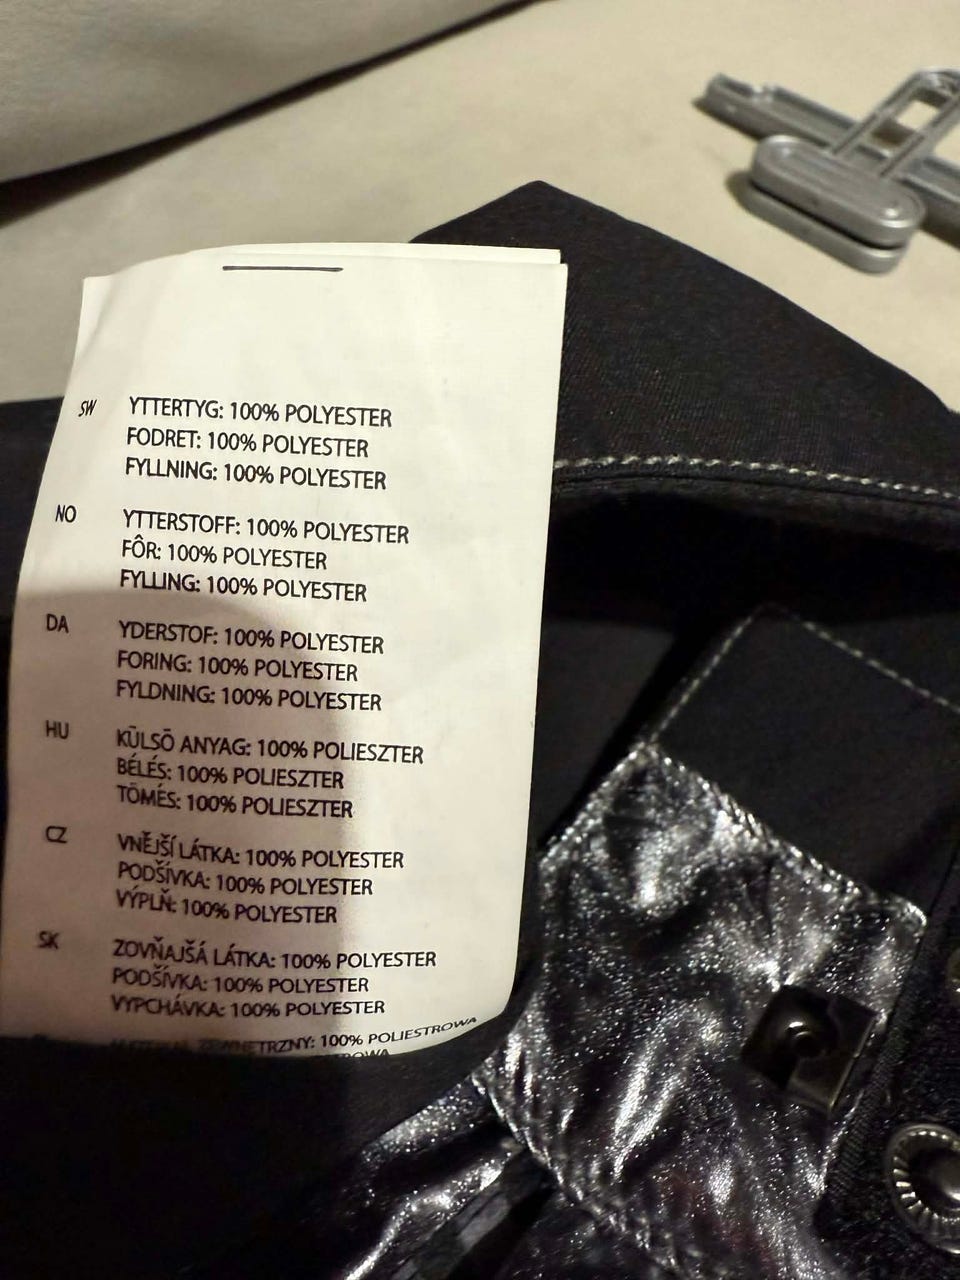 SW
YTTERTYG: 100% POLYESTER
FODRET: 100% POLYESTER
FYLLNING: 100% POLYESTER
NO
YTTERSTOFF: 100% POLYESTER
FÔR: 100% POLYESTER
FYLLING: 100% POLYESTER
DA
YDERSTOF: 100% POLYESTER
FORING: 100% POLYESTER
FYLDNING: 100% POLYESTER
HU
KÜLSÖ ANYAG: 100% POLIESZTER
BÉLÉS: 100% POLIESZTER
TÖMÉS: 100% POLIESZTER
CZ
VNĚJŠÍ LÁTKA: 100% POLYESTER
PODŠÍVKA: 100% POLYESTER
VÝPLŇ: 100% POLYESTER
SK
ZOVŇAJŠÁ LÁTKA: 100% POLYESTER
PODŠÍVKA: 100% POLYESTER
VYPCHÁVKA: 100% POLYESTER
ZEWNĘTRZNY: 100% POLIESTROWA